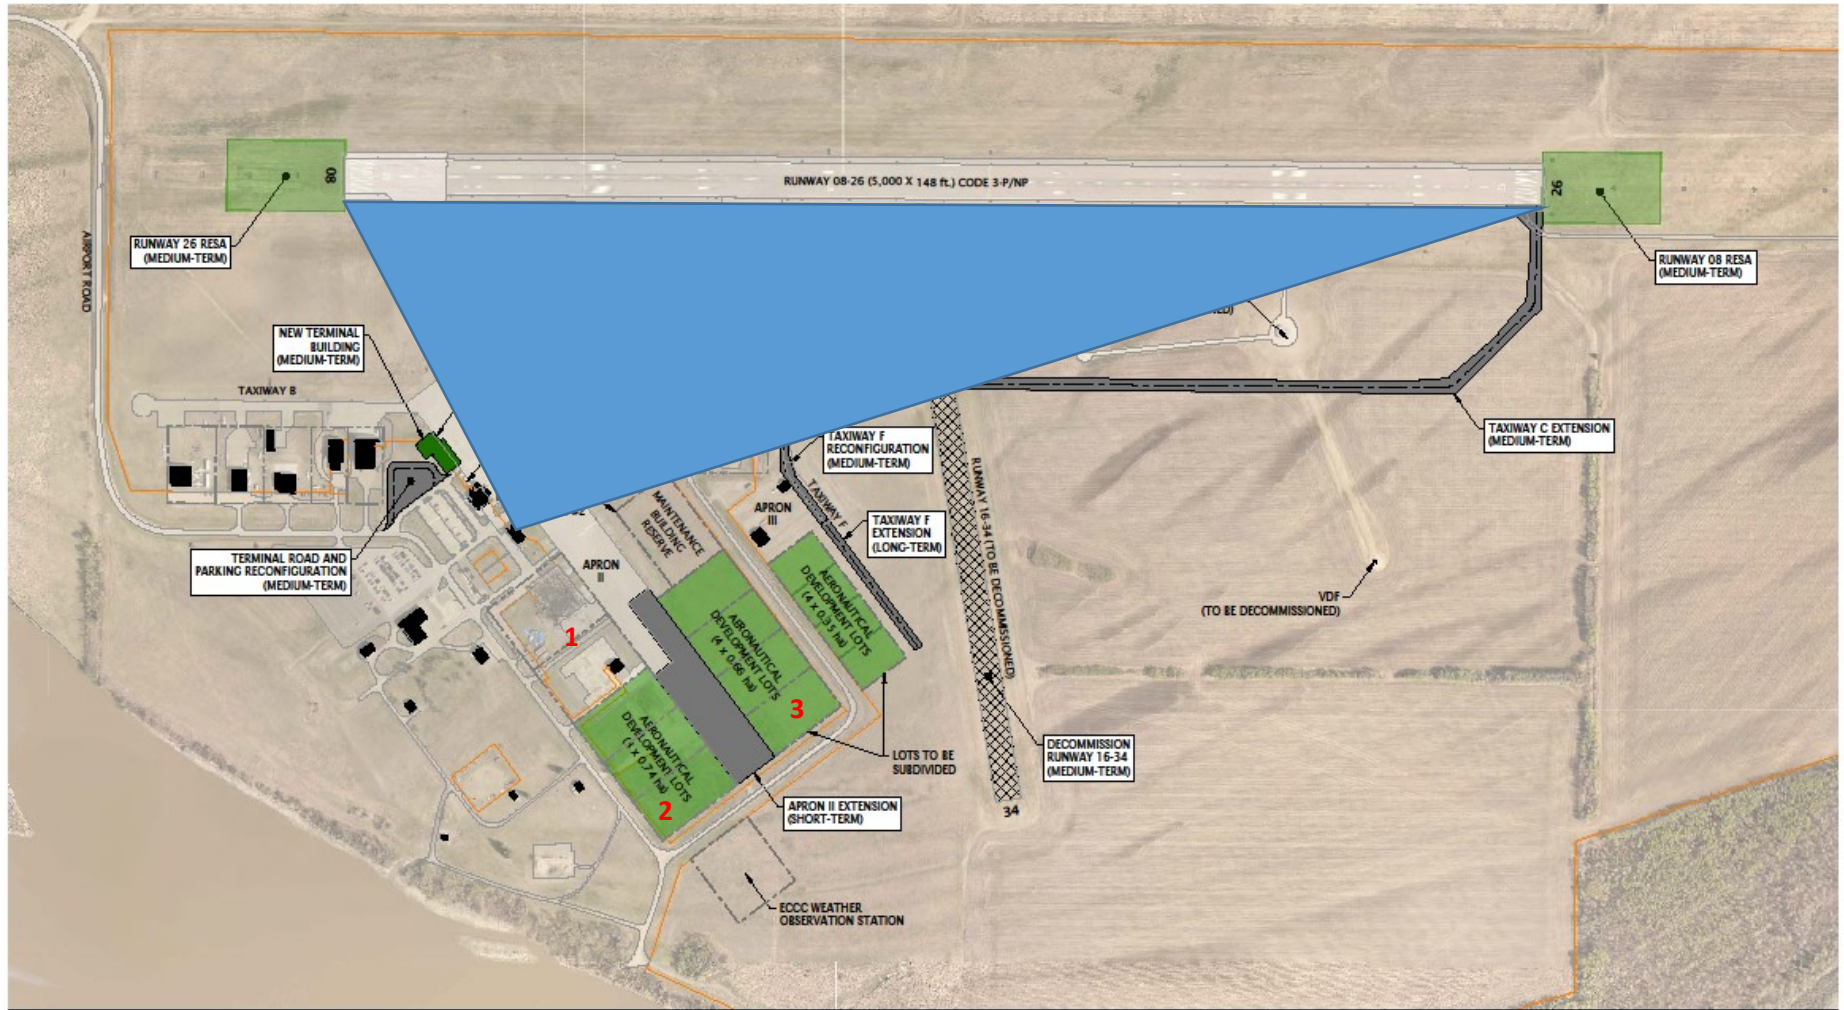 08
RUNWAY 08-26 (5,000 X 148 ft.) CODE 3-P/NP
26
RUNWAY 26 RESA
(MEDIUM-TERM)
AIRPORT ROAD
RUNWAY 08 RESA
(MEDIUM-TERM)
NEW TERMINAL
BUILDING
(MEDIUM-TERM)
TAXIWAY B
TAXIWAY C EXTENSION
(MEDIUM-TERM)
TAXIWAY F
RECONFIGURATION
(MEDIUM-TERM)
TAXIWAY F
MAINTENANCE
BUILDING
RESERVE
APRON
III
TAXIWAY F
EXTENSION
(LONG-TERM)
RUNWAY 16-34 (TO BE DECOMMISSIONED)
TERMINAL ROAD AND
PARKING RECONFIGURATION
(MEDIUM-TERM)
APRON
II
VDF
(TO BE DECOMMISSIONED)
AERONAUTICAL
DEVELOPMENT LOTS
(4 X 0.35 ha)
AERONAUTICAL
DEVELOPMENT LOTS
(4 X 0.66 ha)
1
3
AERONAUTICAL
DEVELOPMENT LOTS
2
LOTS TO BE
SUBDIVIDED
DECOMMISSION
RUNWAY 16-34
(MEDIUM-TERM)
APRON II EXTENSION
(SHORT-TERM)
34
ECCC WEATHER
OBSERVATION STATION